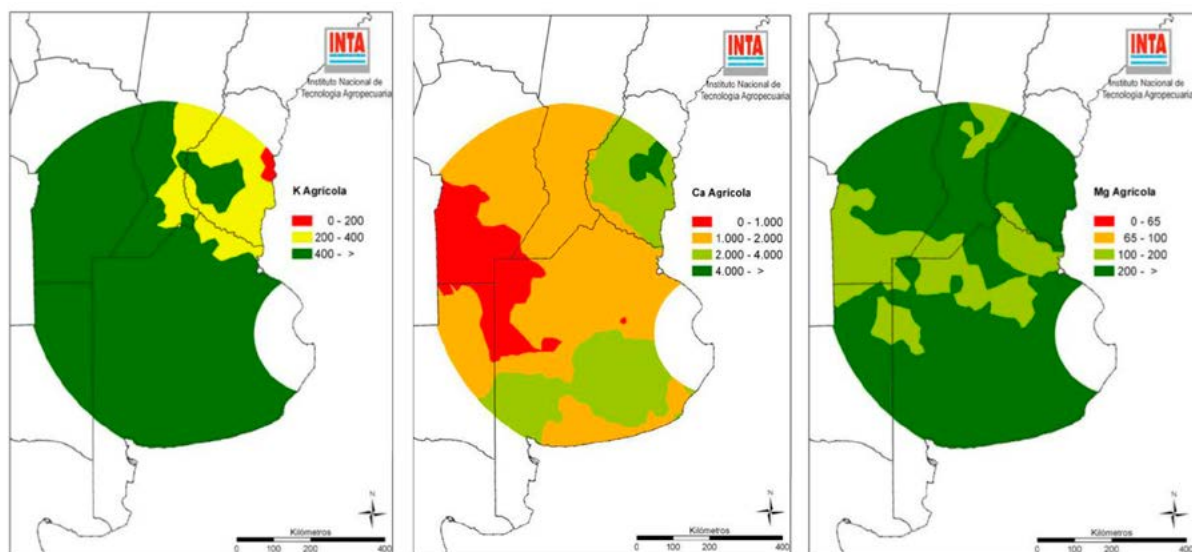 INTA
Instituto Nacional de
Tecnología Agropecuaria
K Agrícola
0 - 200
200 - 400
400 - >
N
Kilómetros
0 100 200 400
INTA
Instituto Nacional de
Tecnología Agropecuaria
Ca Agrícola
0 - 1.000
1.000 - 2.000
2.000 - 4.000
4.000 - >
N
Kilómetros
0 100 200 400
INTA
Instituto Nacional de
Tecnología Agropecuaria
Mg Agrícola
0 - 65
65 - 100
100 - 200
200 - >
N
Kilómetros
0 100 200 400